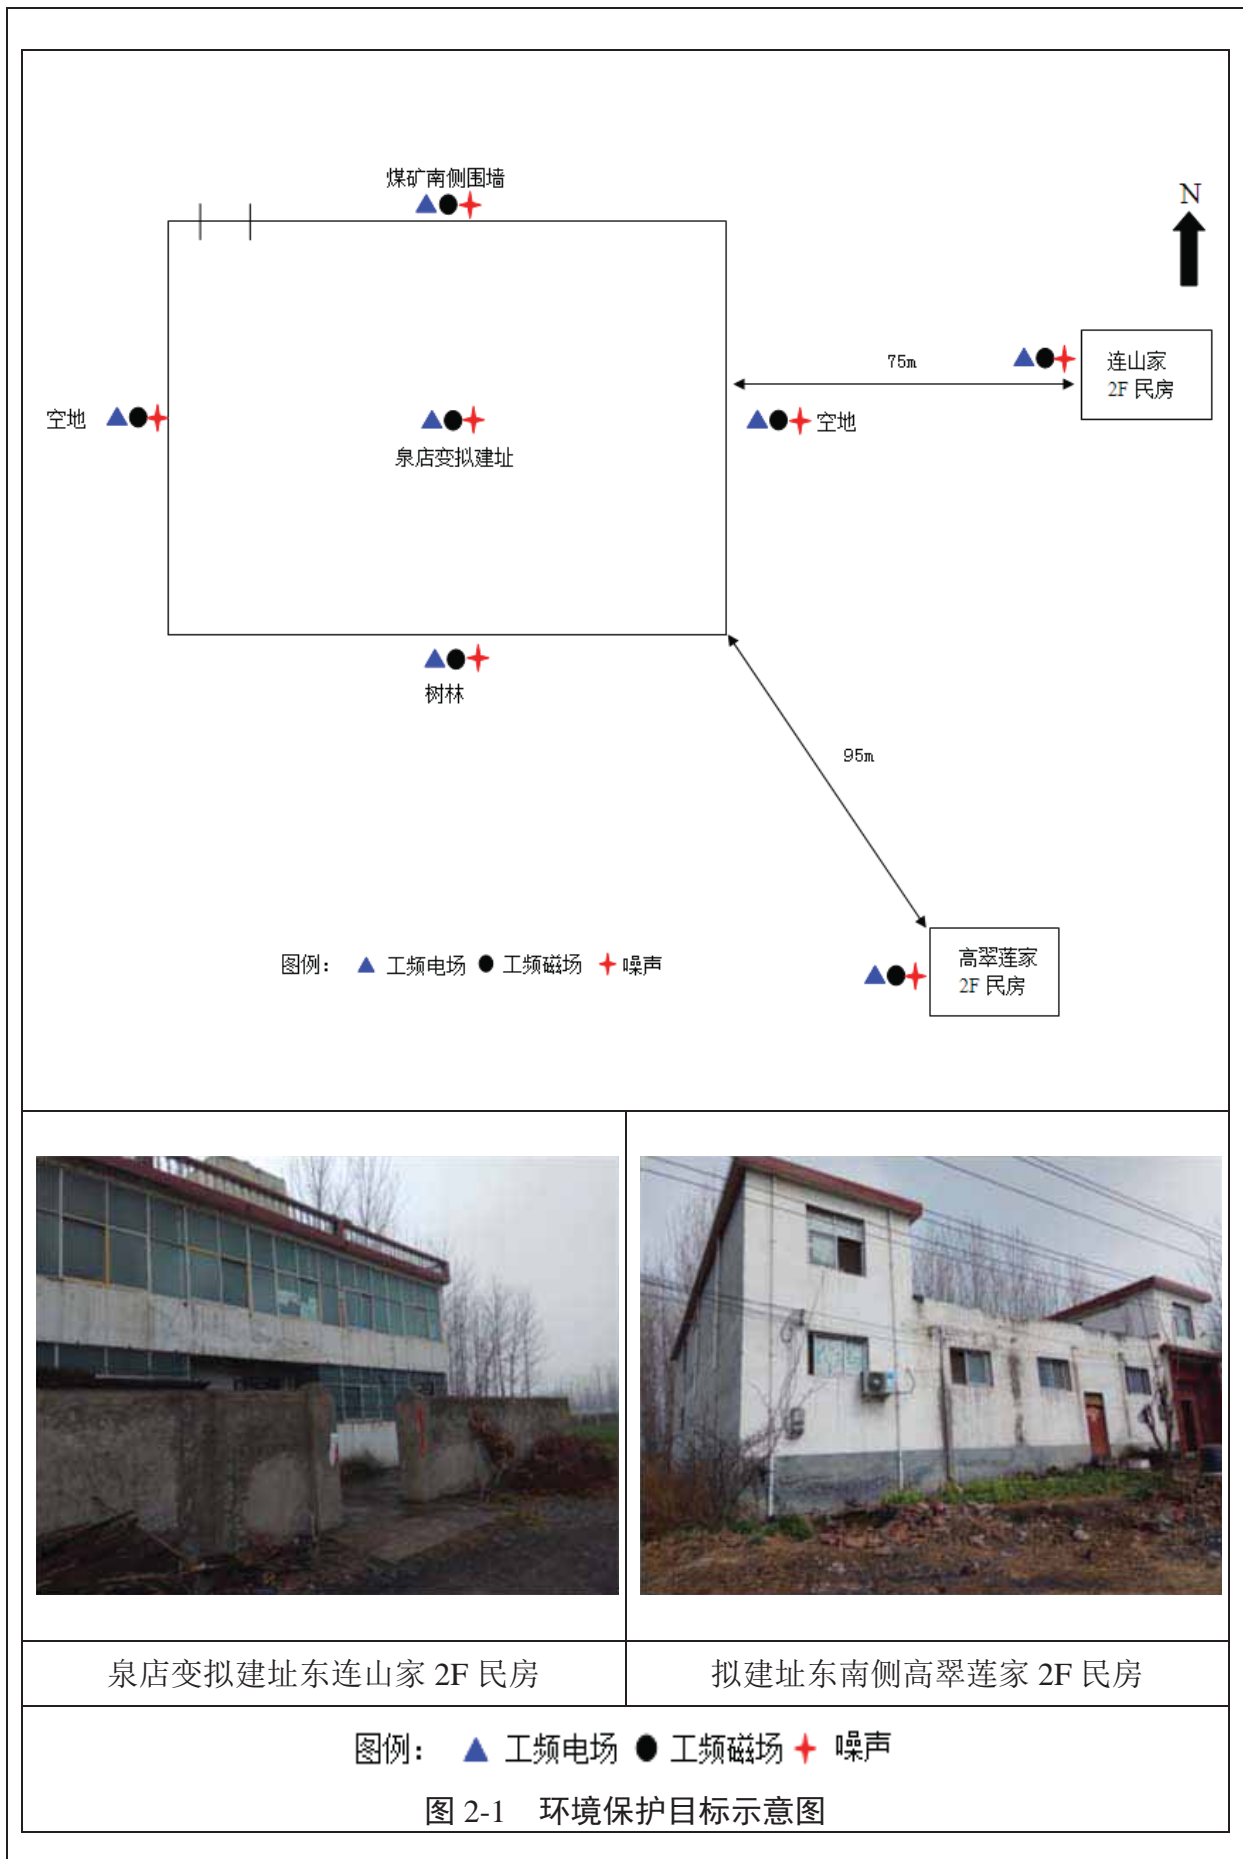 煤矿南侧围墙
N
75m
连山家
2F 民房
空地
空地
泉店变拟建址
树林
95m
图例： 工频电场 工频磁场 噪声
高翠莲家
2F 民房
泉店变拟建址东连山家 2F 民房
拟建址东南侧高翠莲家 2F 民房
图例： 工频电场 工频磁场 噪声
图 2-1 环境保护目标示意图